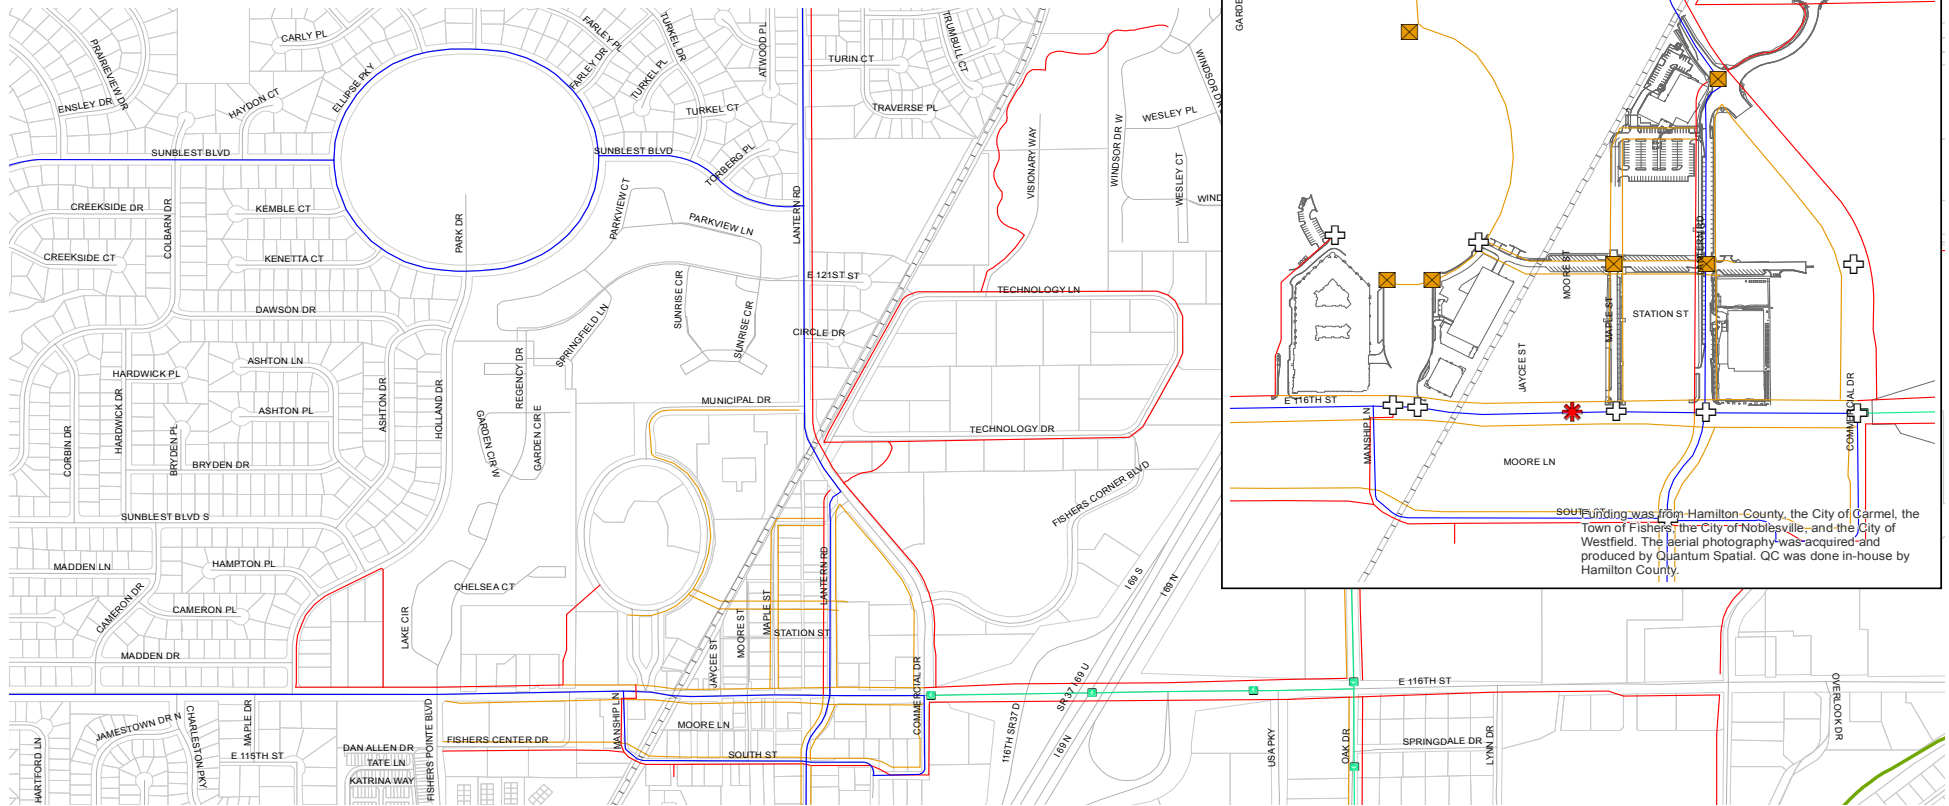 CARLY PL
PRAIRIEVIEW DR
ENSLEY DR
HAYDON CT
ELLIPSE PKY
FARLEY PL
FARLEY DR
TURKEL DR
TURKEL PL
TURKEL CT
ATWOOD PL
TURIN CT
TRUMBULL CT
TRAVERSE PL
WINDSOR DR
WESLEY PL
WINDSOR DR W
WESLEY CT
WIND
VISIONARY WAY
SUNBLEST BLVD
SUNBLEST BLVD
TORBERG PL
LANTERN RD
CREEKSIDE DR
COLBARN DR
KEMBLE CT
PARK DR
PARKVIEW CT
PARKVIEW LN
CREEKSIDE CT
KENETTA CT
E 121ST ST
TECHNOLOGY LN
SUNRISE CIR
SUNRISE CIR
DAWSON DR
SPRINGFIELD LN
CIRCLE DR
ASHTON LN
HARDWICK PL
REGENCY DR
HARDWICK DR
ASHTON DR
HOLLAND DR
MUNICIPAL DR
ASHTON PL
GARDEN CIR W
GARDEN CIR E
TECHNOLOGY DR
CORBIN DR
BRYDEN PL
BRYDEN DR
FISHERS CORNER BLVD
SUNBLEST BLVD S
MADDEN LN
HAMPTON PL
CHELSEA CT
LANTERN RD
I 69 S
I 69 N
CAMERON DR
CAMERON PL
LAKE CIR
MAPLE ST
MOORE ST
STATION ST
MADDEN DR
JAYCEE ST
COMMERCIAL DR
SR37 I 69 U
E 116TH ST
OVERLOOK DR
HARTFORD LN
JAMESTOWN DR N
CHARLESTON PKY
MAPLE DR
E 115TH ST
DAN ALLEN DR
TATE LN
KATRINA WAY
FISHERS POINTE BLVD
FISHERS CENTER DR
MANSHIP LN
MOORE LN
SOUTH ST
116TH SR37 D
I 69 N
USA PKY
OAK DR
SPRINGDALE DR
LYNN DR
GARDE
LANTERN RD
MOORE ST
MAPLE ST
STATION ST
JAYCEE ST
E 116TH ST
MANSHIP LN
COMMERCIAL DR
MOORE LN
SOUTH ST
Funding was from Hamilton County, the City of Carmel, the
Town of Fishers, the City of Noblesville, and the City of
Westfield. The aerial photography was acquired and
produced by Quantum Spatial. QC was done in-house by
Hamilton County.